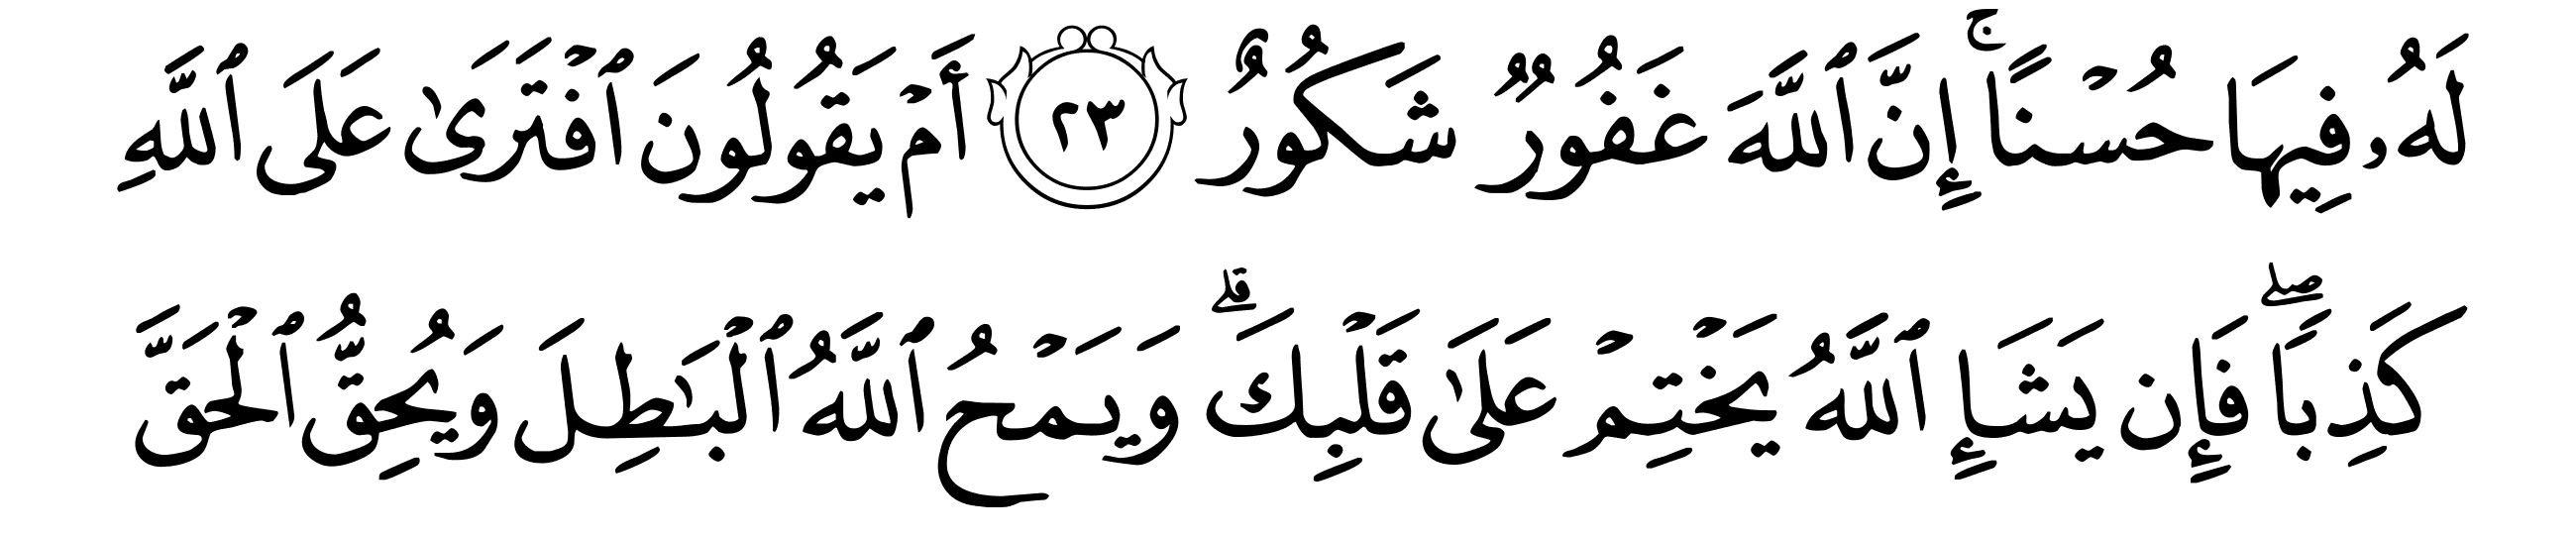 لَهُۥ فِيهَا حُسۡنًاۚ إِنَّ ٱللَّهَ غَفُورٞ شَكُورٌ ٢٣ أَمۡ يَقُولُونَ ٱفۡتَرَىٰ عَلَى ٱللَّهِ
كَذِبٗاۖ فَإِن يَشَإِ ٱللَّهُ يَخۡتِمۡ عَلَىٰ قَلۡبِكَۗ وَيَمۡحُ ٱللَّهُ ٱلۡبَٰطِلَ وَيُحِقُّ ٱلۡحَقَّ